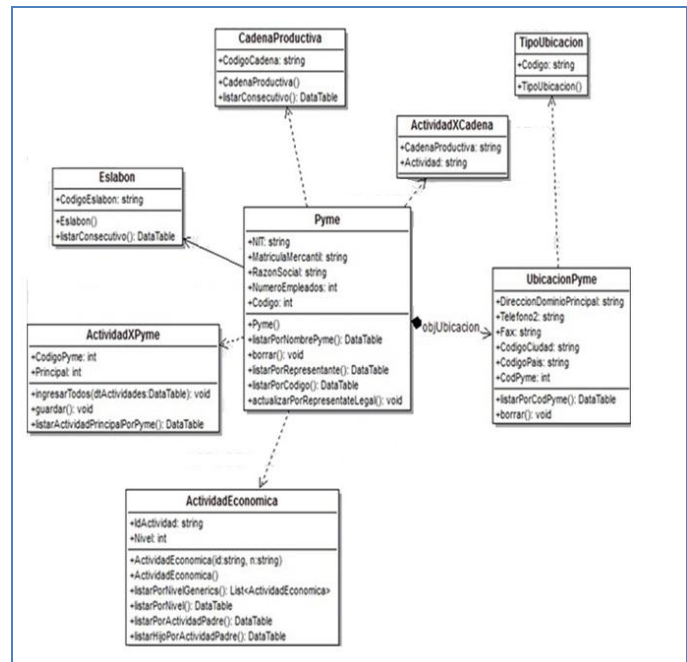 CadenaProductiva
+CodigoCadena: string
+CadenaProductiva()
+listarConsecutivo(): DataTable
TipoUbicacion
+Codigo: string
+TipoUbicacion()
ActividadXCadena
+CadenaProductiva: string
+Actividad: string
Eslabon
+CodigoEslabon: string
+Eslabon()
+listarConsecutivo(): DataTable
Pyme
+NIT: string
+MatriculaMercantil: string
+RazonSocial: string
+NumeroEmpleados: int
+Codigo: int
+Pyme()
+listarPorNombrePyme(): DataTable
+borrar(): void
+listarPorRepresentante(): DataTable
+listarPorCodigo(): DataTable
+actualizarPorRepresentateLegal(): void
objUbicacion
UbicacionPyme
+DireccionDominioPrincipal: string
+Telefono2: string
+Fax: string
+CodigoCiudad: string
+CodigoPais: string
+CodPyme: int
+listarPorCodPyme(): DataTable
+borrar(): void
ActividadXPyme
+CodigoPyme: int
+Principal: int
+ingresarTodos(dtActividades:DataTable): void
+guardar(): void
+listarActividadPrincipalPorPyme(): DataTable
ActividadEconomica
+IdActividad: string
+Nivel: int
+ActividadEconomica(id:string, n:string)
+ActividadEconomica()
+listarPorNivelGenerics(): List<ActividadEconomica>
+listarPorNivel(): DataTable
+listarPorActividadPadre(): DataTable
+listarHijoPorActividadPadre(): DataTable